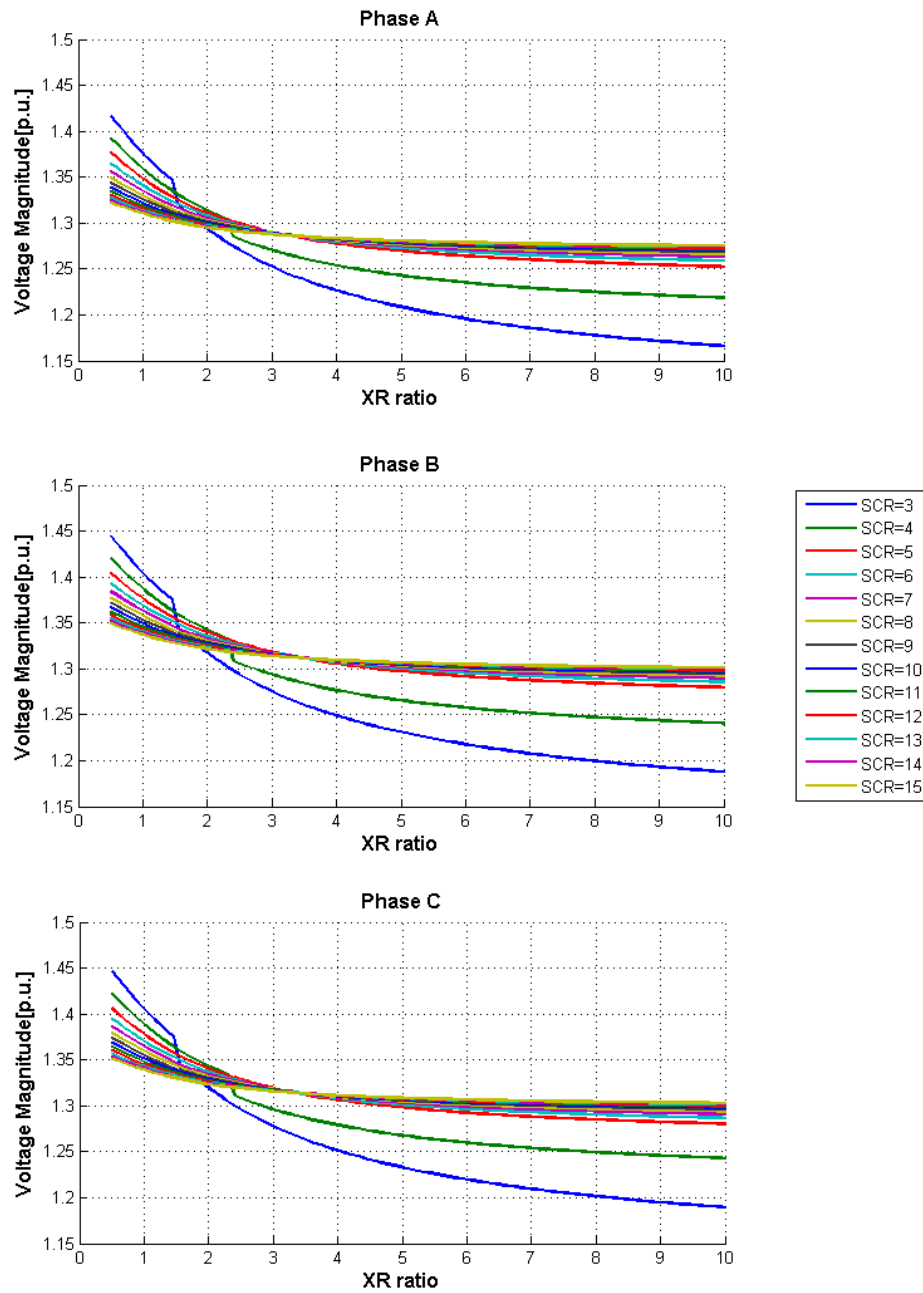 Phase A
Voltage Magnitude[p.u.]
1.5
1.45
1.4
1.35
1.3
1.25
1.2
1.15
0 1 2 3 4 5 6 7 8 9 10
XR ratio
Phase B
Voltage Magnitude[p.u.]
1.5
1.45
1.4
1.35
1.3
1.25
1.2
1.15
0 1 2 3 4 5 6 7 8 9 10
XR ratio
SCR=3
SCR=4
SCR=5
SCR=6
SCR=7
SCR=8
SCR=9
SCR=10
SCR=11
SCR=12
SCR=13
SCR=14
SCR=15
Phase C
Voltage Magnitude[p.u.]
1.5
1.45
1.4
1.35
1.3
1.25
1.2
1.15
0 1 2 3 4 5 6 7 8 9 10
XR ratio